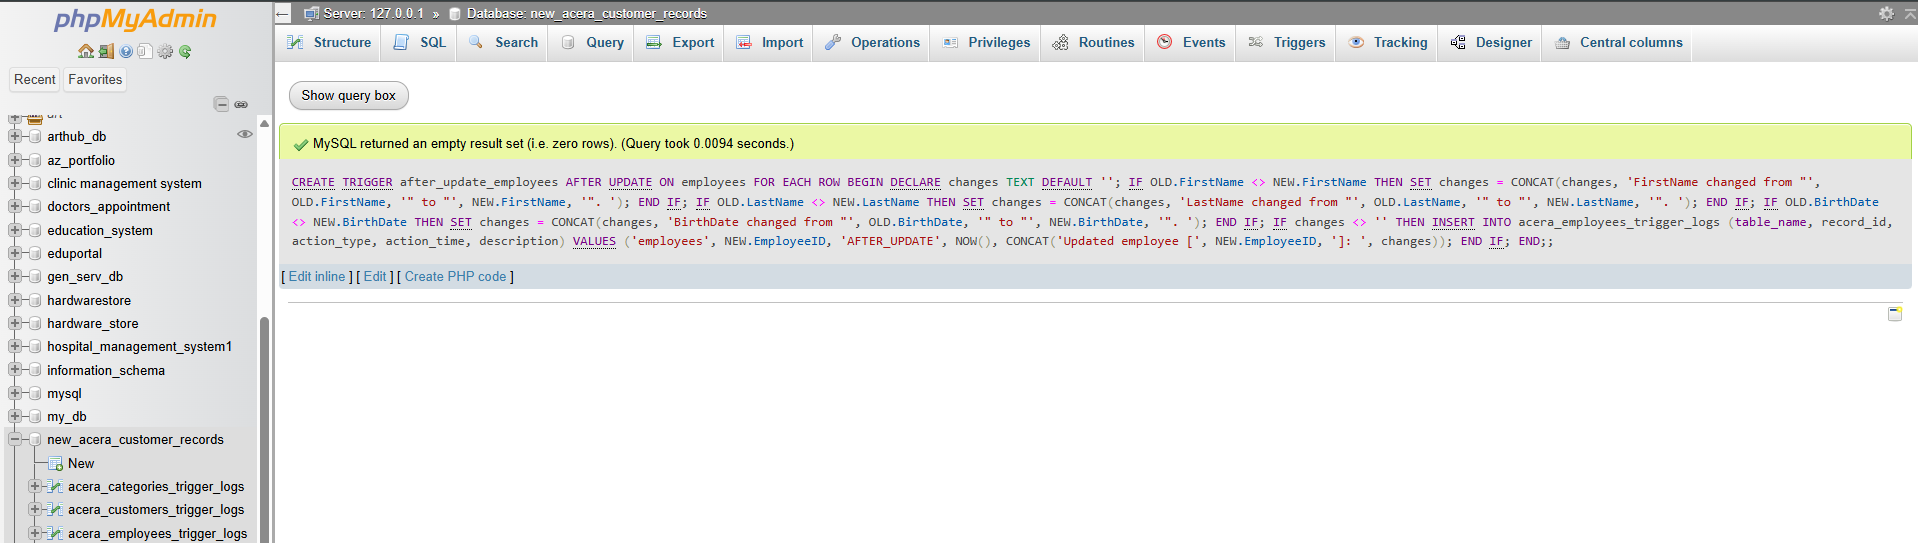 phpMyAdmin
Recent
Favorites
arthub_db
az_portfolio
clinic management system
doctors_appointment
education_system
eduportal
gen_serv_db
hardwarestore
hardware_store
hospital_management_system1
information_schema
mysql
my_db
new_acera_customer_records
New
acera_categories_trigger_logs
acera_customers_trigger_logs
acera_employees_trigger_logs
Server: 127.0.0.1 » Database: new_acera_customer_records
Structure SQL Search Query Export Import Operations Privileges Routines Events Triggers Tracking Designer Central columns
Show query box
MySQL returned an empty result set (i.e. zero rows). (Query took 0.0094 seconds.)
CREATE TRIGGER after_update_employees AFTER UPDATE ON employees FOR EACH ROW BEGIN DECLARE changes TEXT DEFAULT ''; IF OLD.FirstName <> NEW.FirstName THEN SET changes = CONCAT(changes, 'FirstName changed from "',
OLD.FirstName, '" to "', NEW.FirstName, '". '); END IF; IF OLD.LastName <> NEW.LastName THEN SET changes = CONCAT(changes, 'LastName changed from "', OLD.LastName, '" to "', NEW.LastName, '". '); END IF; IF OLD.BirthDate
<> NEW.BirthDate THEN SET changes = CONCAT(changes, 'BirthDate changed from "', OLD.BirthDate, '" to "', NEW.BirthDate, '". '); END IF; IF changes <> '' THEN INSERT INTO acera_employees_trigger_logs (table_name, record_id,
action_type, action_time, description) VALUES ('employees', NEW.EmployeeID, 'AFTER_UPDATE', NOW(), CONCAT('Updated employee [', NEW.EmployeeID, ']: ', changes)); END IF; END;;
[ Edit inline ] [ Edit ] [ Create PHP code ]